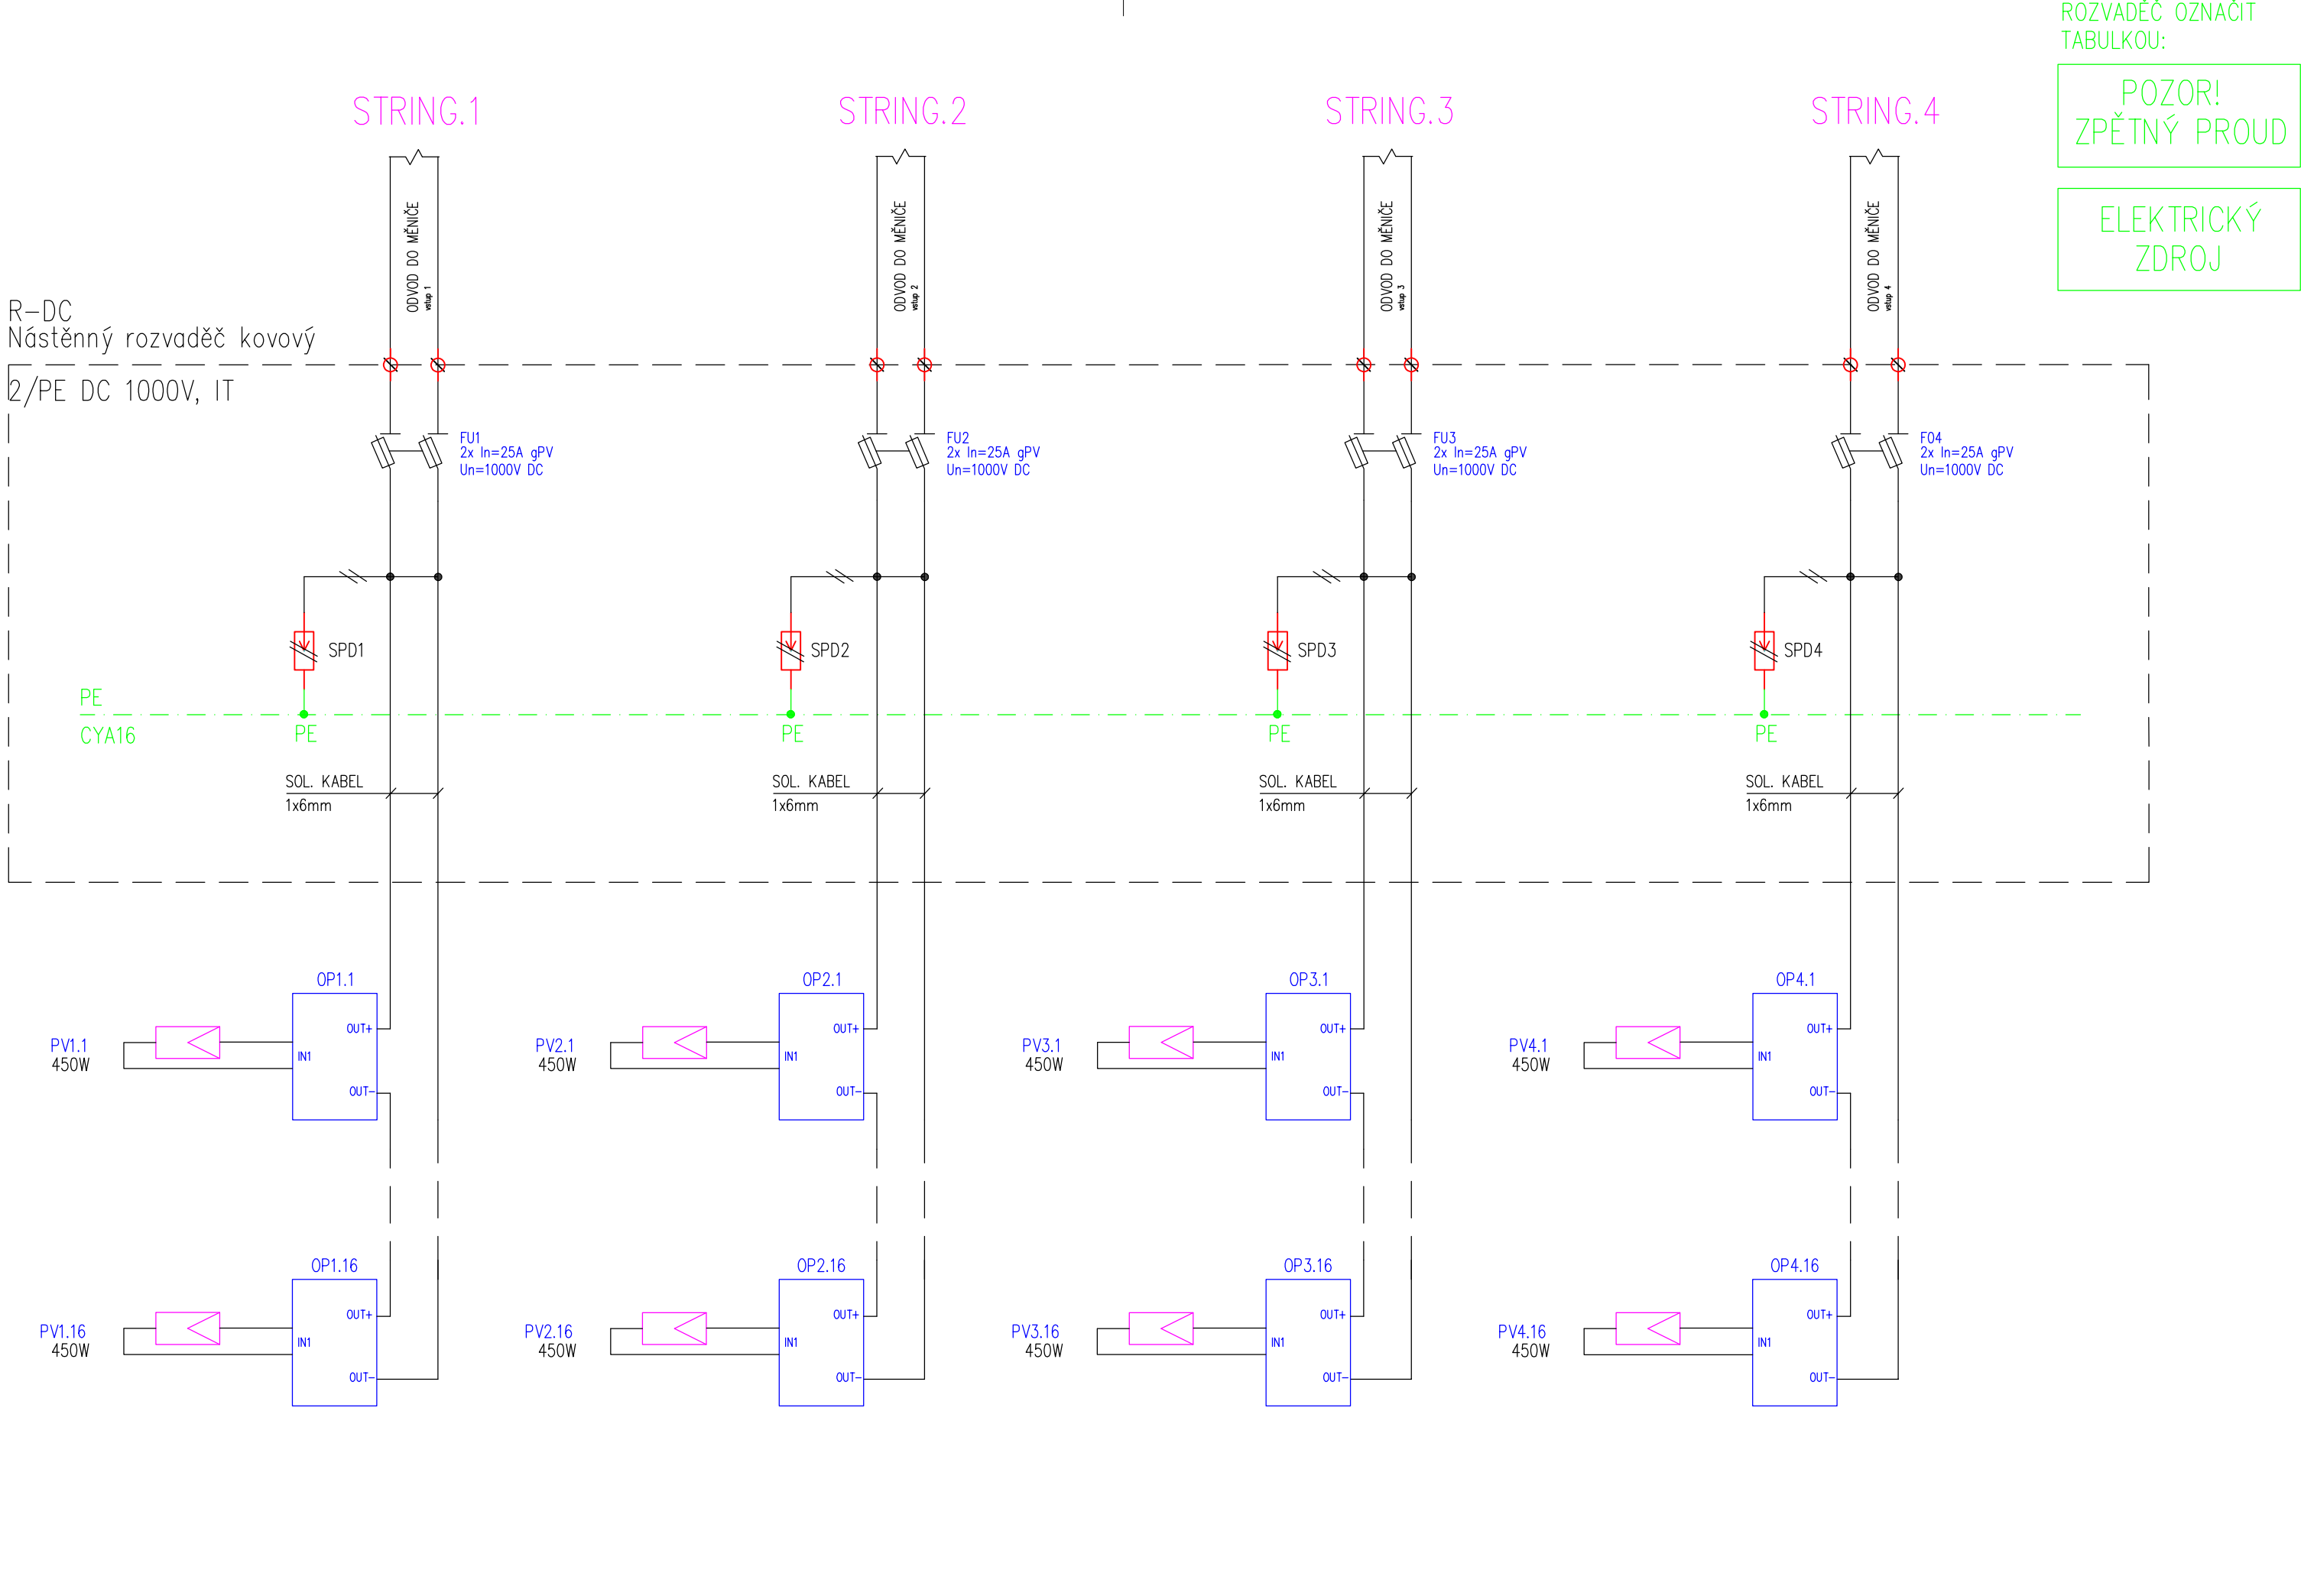 ROZVADĚČ OZNAČIT
TABULKOU:
POZOR!
ZPĚTNÝ PROUD
ELEKTRICKÝ
ZDROJ
STRING.1
STRING.2
STRING.3
STRING.4
ODVOD DO MĚNIČE
vstup 1
ODVOD DO MĚNIČE
vstup 2
ODVOD DO MĚNIČE
vstup 3
ODVOD DO MĚNIČE
vstup 4
R-DC
Nástěnný rozvaděč kovový
2/PE DC 1000V, IT
FU1
2x In=25A gPV
Un=1000V DC
FU2
2x In=25A gPV
Un=1000V DC
FU3
2x In=25A gPV
Un=1000V DC
F04
2x In=25A gPV
Un=1000V DC
SPD1
SPD2
SPD3
SPD4
PE
CYA16
PE
PE
PE
PE
SOL. KABEL
1x6mm
SOL. KABEL
1x6mm
SOL. KABEL
1x6mm
SOL. KABEL
1x6mm
OP1.1
OUT+
IN1
OUT-
PV1.1
450W
OP2.1
OUT+
IN1
OUT-
PV2.1
450W
OP3.1
OUT+
IN1
OUT-
PV3.1
450W
OP4.1
OUT+
IN1
OUT-
PV4.1
450W
OP1.16
OUT+
IN1
OUT-
PV1.16
450W
OP2.16
OUT+
IN1
OUT-
PV2.16
450W
OP3.16
OUT+
IN1
OUT-
PV3.16
450W
OP4.16
OUT+
IN1
OUT-
PV4.16
450W